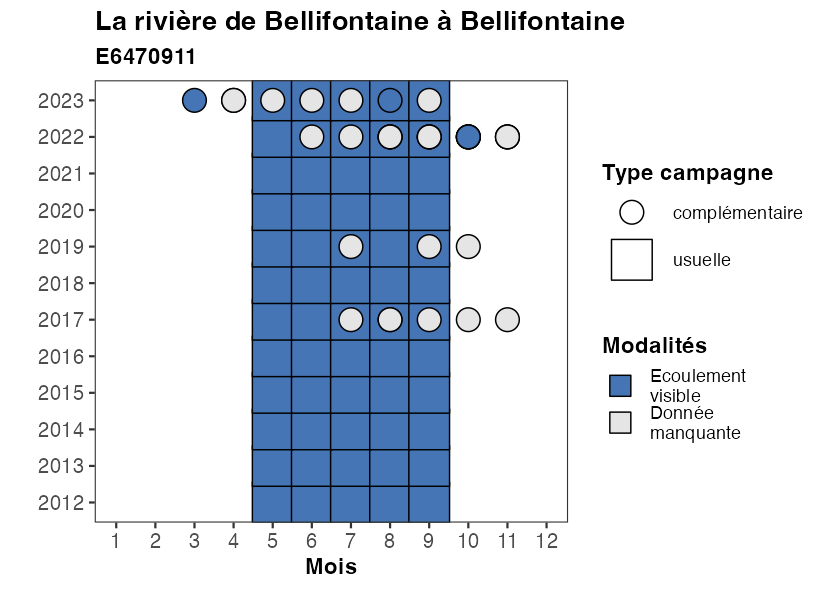 La rivière de Bellifontaine à Bellifontaine
E6470911
2023
2022
2021
2020
2019
2018
2017
2016
2015
2014
2013
2012
1 2 3 4 5 6 7 8 9 10 11 12
Mois
Type campagne
complémentaire
usuelle
Modalités
Ecoulement
visible
Donnée
manquante